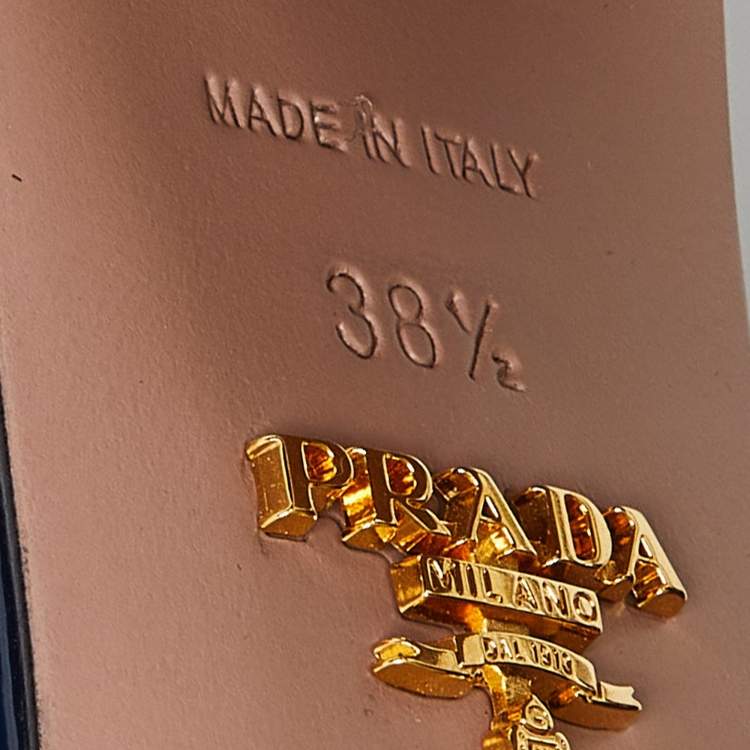 MADE IN ITALY
38½
PRADA
MILANO
DAL 1913